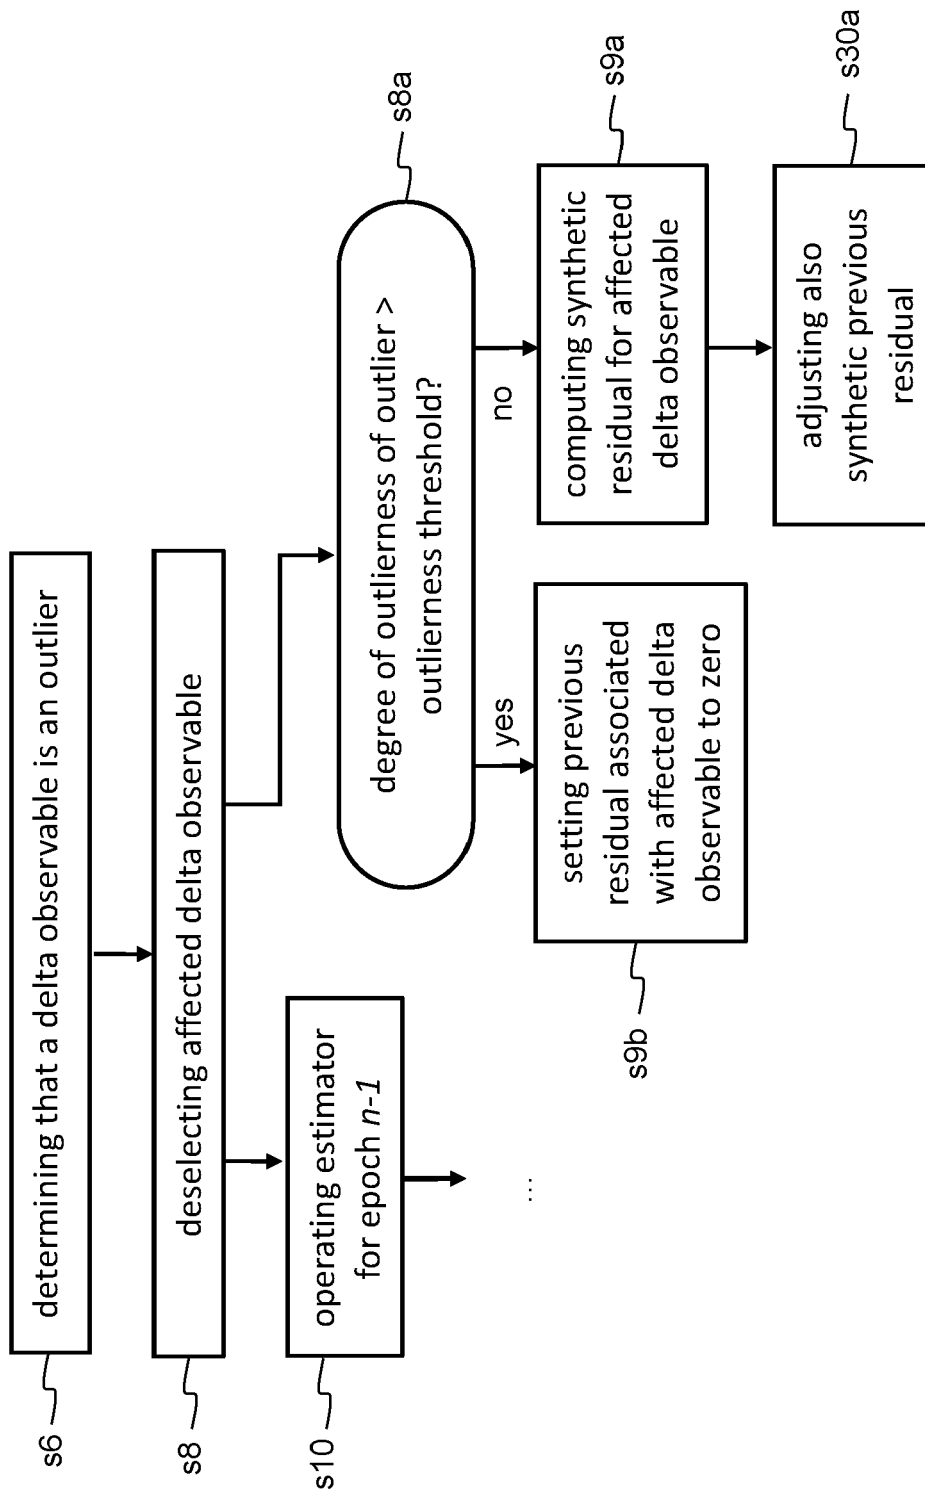 s6
determining that a delta observable is an outlier
s8
deselecting affected delta observable
s10
operating estimator
for epoch n-1
...
s8a
degree of outlierness of outlier >
outlierness threshold?
yes
no
s9b
setting previous
residual associated
with affected delta
observable to zero
s9a
computing synthetic
residual for affected
delta observable
s30a
adjusting also
synthetic previous
residual